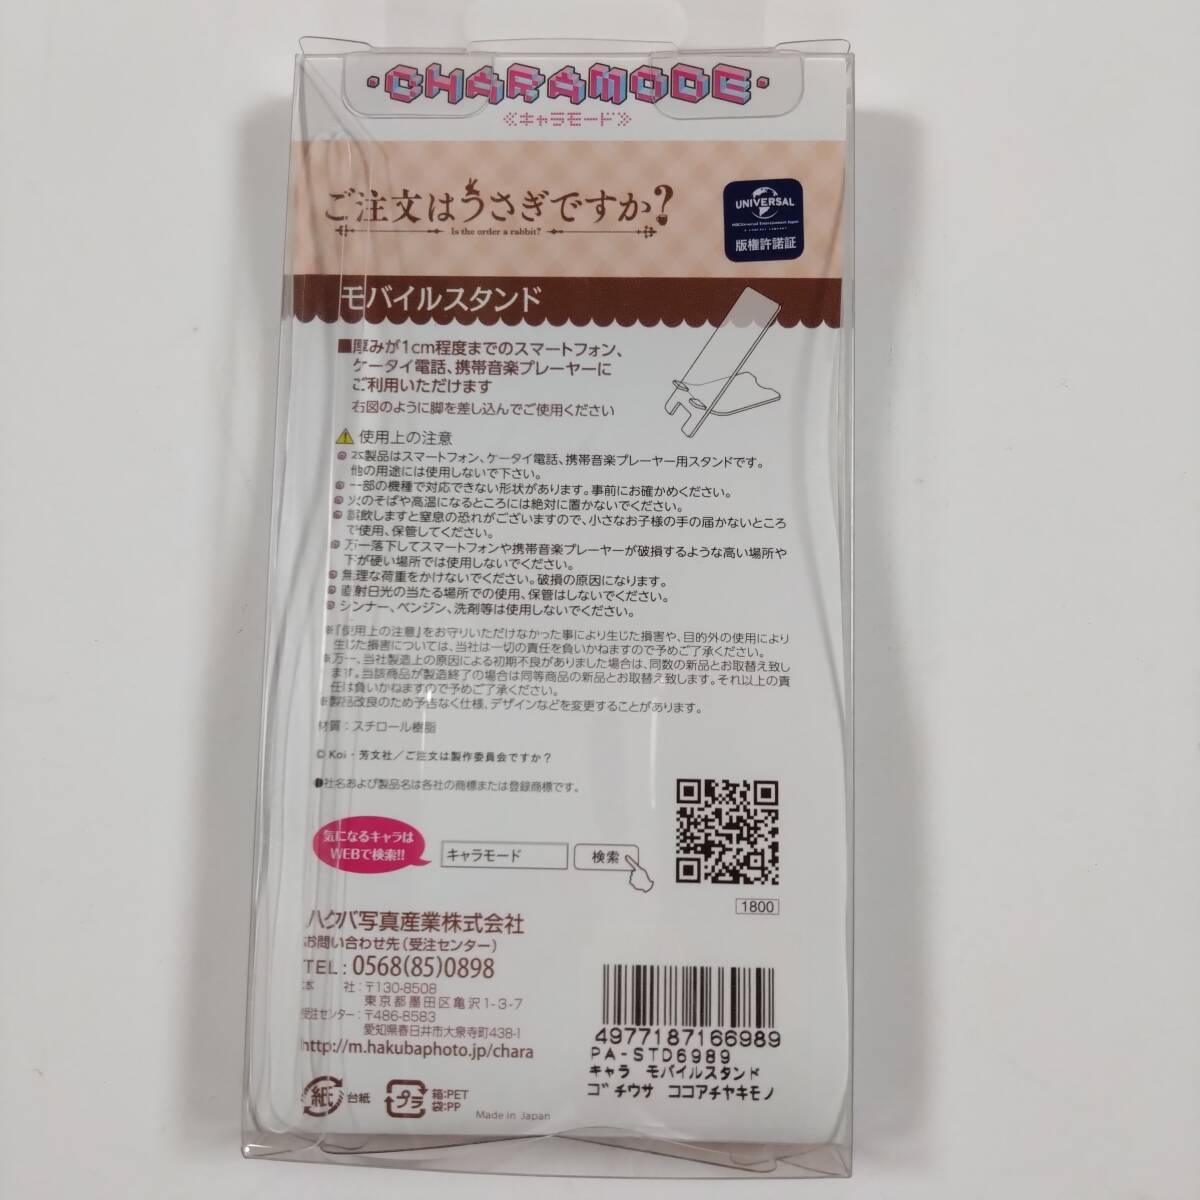 ・CHARAMODE・
≪キャラモード≫
ご注文はうさぎですか?
Is the order a rabbit?
UNIVERSAL
NBCUniversal Entertainment Japan
A COMCAST COMPANY
版権許諾証
モバイルスタンド
■厚みが1cm程度までのスマートフォン、
ケータイ電話、携帯音楽プレーヤーに
ご利用いただけます
右図のように脚を差し込んでご使用ください
使用上の注意
本製品はスマートフォン、ケータイ電話、携帯音楽プレーヤー用スタンドです。
他の用途には使用しないで下さい。
一部の機種で対応できない形状があります。事前にお確かめください。
火のそばや高温になるところには絶対に置かないでください。
誤飲しますと窒息の恐れがございますので、小さなお子様の手の届かないところ
で使用、保管してください。
万一落下してスマートフォンや携帯音楽プレーヤーが破損するような高い場所や
下が硬い場所では使用しないでください。
無理な荷重をかけないでください。破損の原因になります。
直射日光の当たる場所での使用、保管はしないでください。
シンナー、ベンジン、洗剤等は使用しないでください。
※『使用上の注意』をお守りいただけなかった事により生じた損害や、目的外の使用により
生じた損害については、当社は一切の責任を負いかねますので予めご了承ください。
※万一、当社製造上の原因による初期不良がありました場合は、同数の新品とお取替え致し
ます。当該商品が製造終了の場合は同等商品の新品とお取替え致します。それ以上の責
任は負いかねますので予めご了承ください。
※製品改良のため予告なく仕様、デザインなどを変更することがあります。
材質:スチロール樹脂
© Koi・芳文社/ご注文は製作委員会ですか?
●社名および製品名は各社の商標または登録商標です。
気になるキャラは
WEBで検索!!
キャラモード
検索
1800
ハクバ写真産業株式会社
お問い合わせ先(受注センター)
TEL:0568(85)0898
本 社:〒130-8508
東京都墨田区亀沢1-3-7
受注センター:〒486-8583
愛知県春日井市大泉寺町438-1
http://m.hakubaphoto.jp/chara
紙
台紙
プラ
箱:PET
袋:PP
Made in Japan
4977187166989
PA-STD6989
キャラ モバイルスタンド
ゴチウサ ココアチヤキモノ